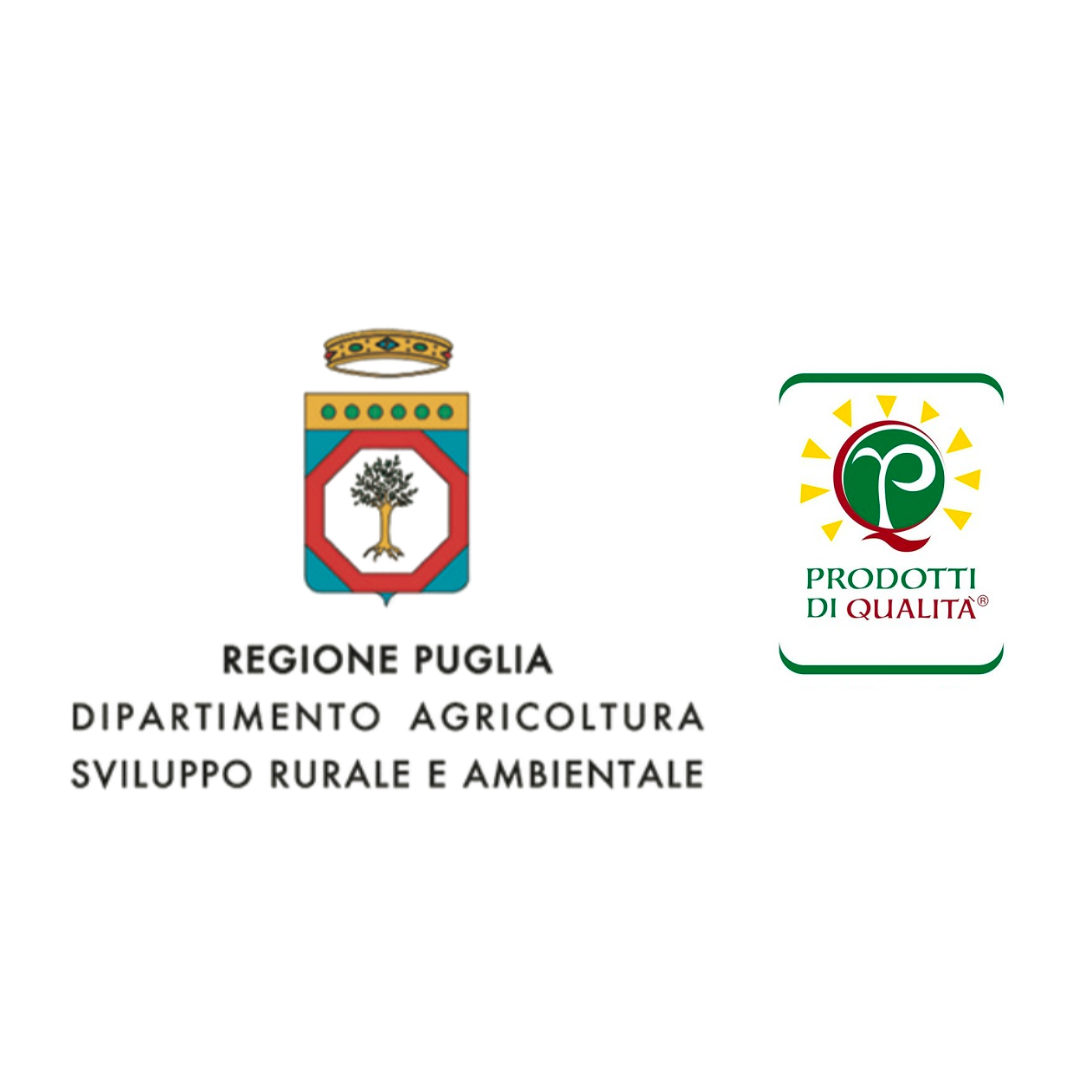 REGIONE PUGLIA
DIPARTIMENTO AGRICOLTURA
SVILUPPO RURALE E AMBIENTALE
PRODOTTI
DI QUALITÀ®